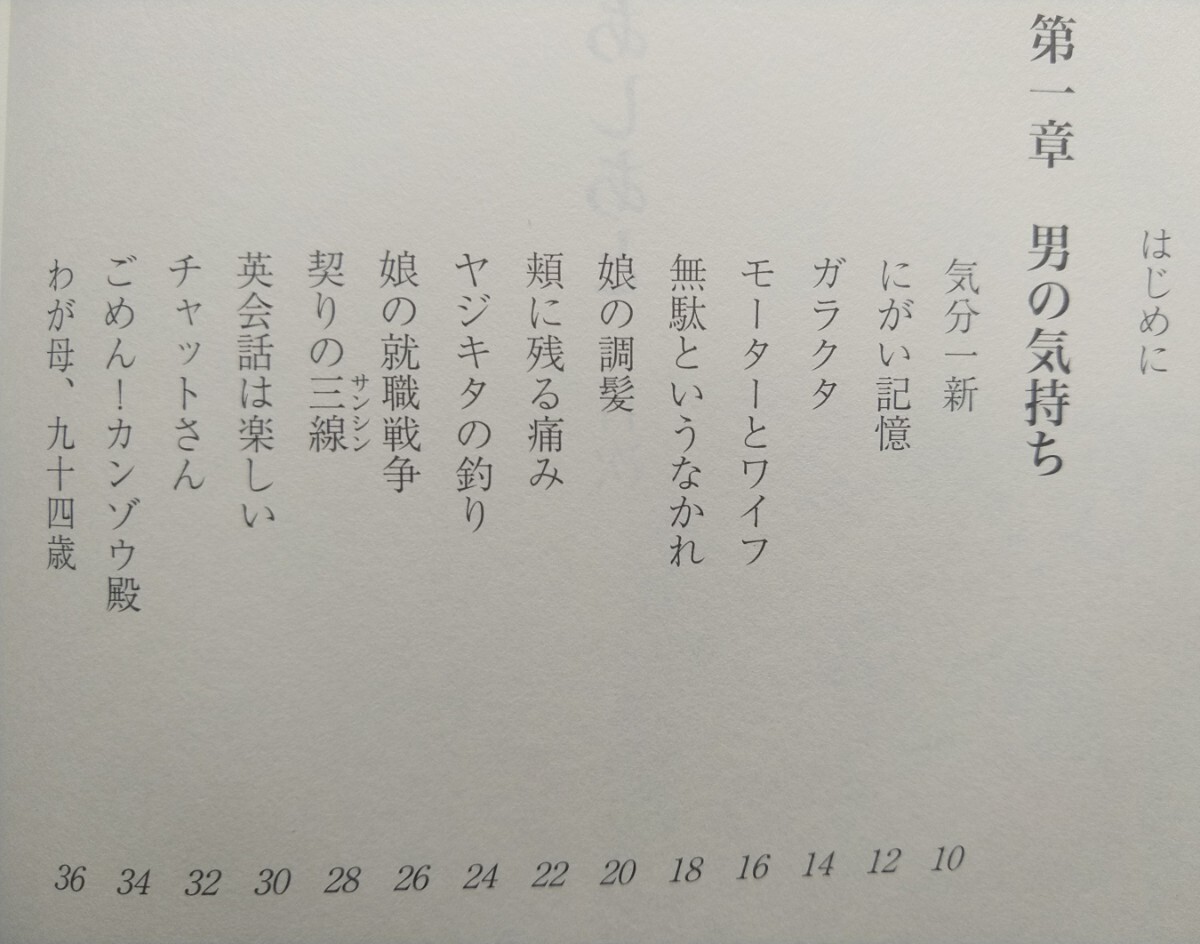 はじめに
第一章 男の気持ち
気分一新 10
にがい記憶 12
ガラクタ 14
モーターとワイフ 16
無駄というなかれ 18
娘の調髪 20
頬に残る痛み 22
ヤジキタの釣り 24
娘の就職戦争 26
契りの三線 サンシン 28
英会話は楽しい 30
チャットさん 32
ごめん!カンゾウ殿 34
わが母、九十四歳 36